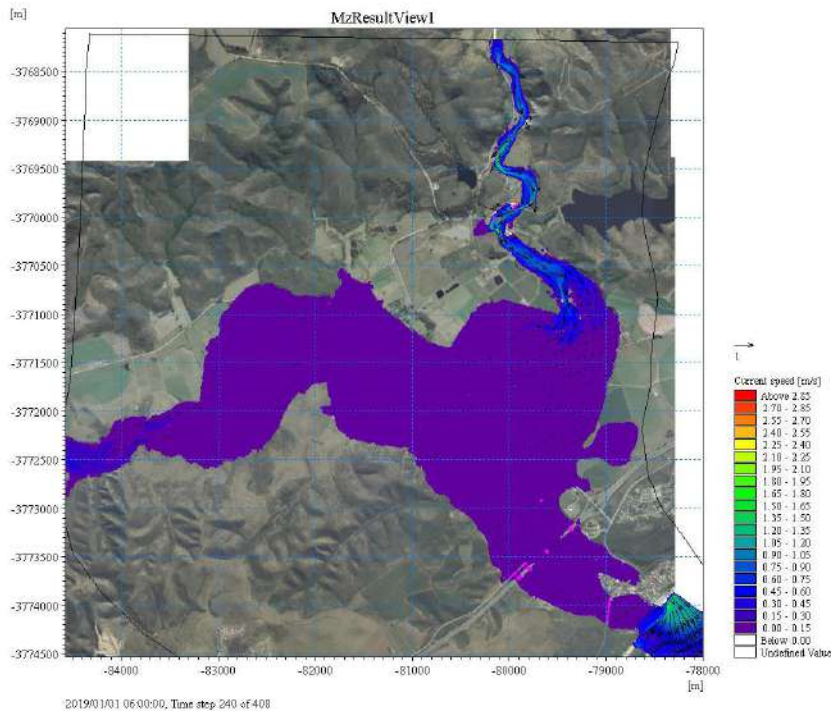 [m]
MzResultView1
-3768500
-3769000
-3769500
-3770000
-3770500
-3771000
-3771500
-3772000
-3772500
-3773000
-3773500
-3774000
-3774500
-84000 -83000 -82000 -81000 -80000 -79000 -78000
[m]
1
Current speed [m/s]
Above 2.85
2.70 - 2.85
2.55 - 2.70
2.40 - 2.55
2.25 - 2.40
2.10 - 2.25
1.95 - 2.10
1.80 - 1.95
1.65 - 1.80
1.50 - 1.65
1.35 - 1.50
1.20 - 1.35
1.05 - 1.20
0.90 - 1.05
0.75 - 0.90
0.60 - 0.75
0.45 - 0.60
0.30 - 0.45
0.15 - 0.30
0.00 - 0.15
Below 0.00
Undefined Value
2019/01/01 06:00:00, Time step 240 of 408